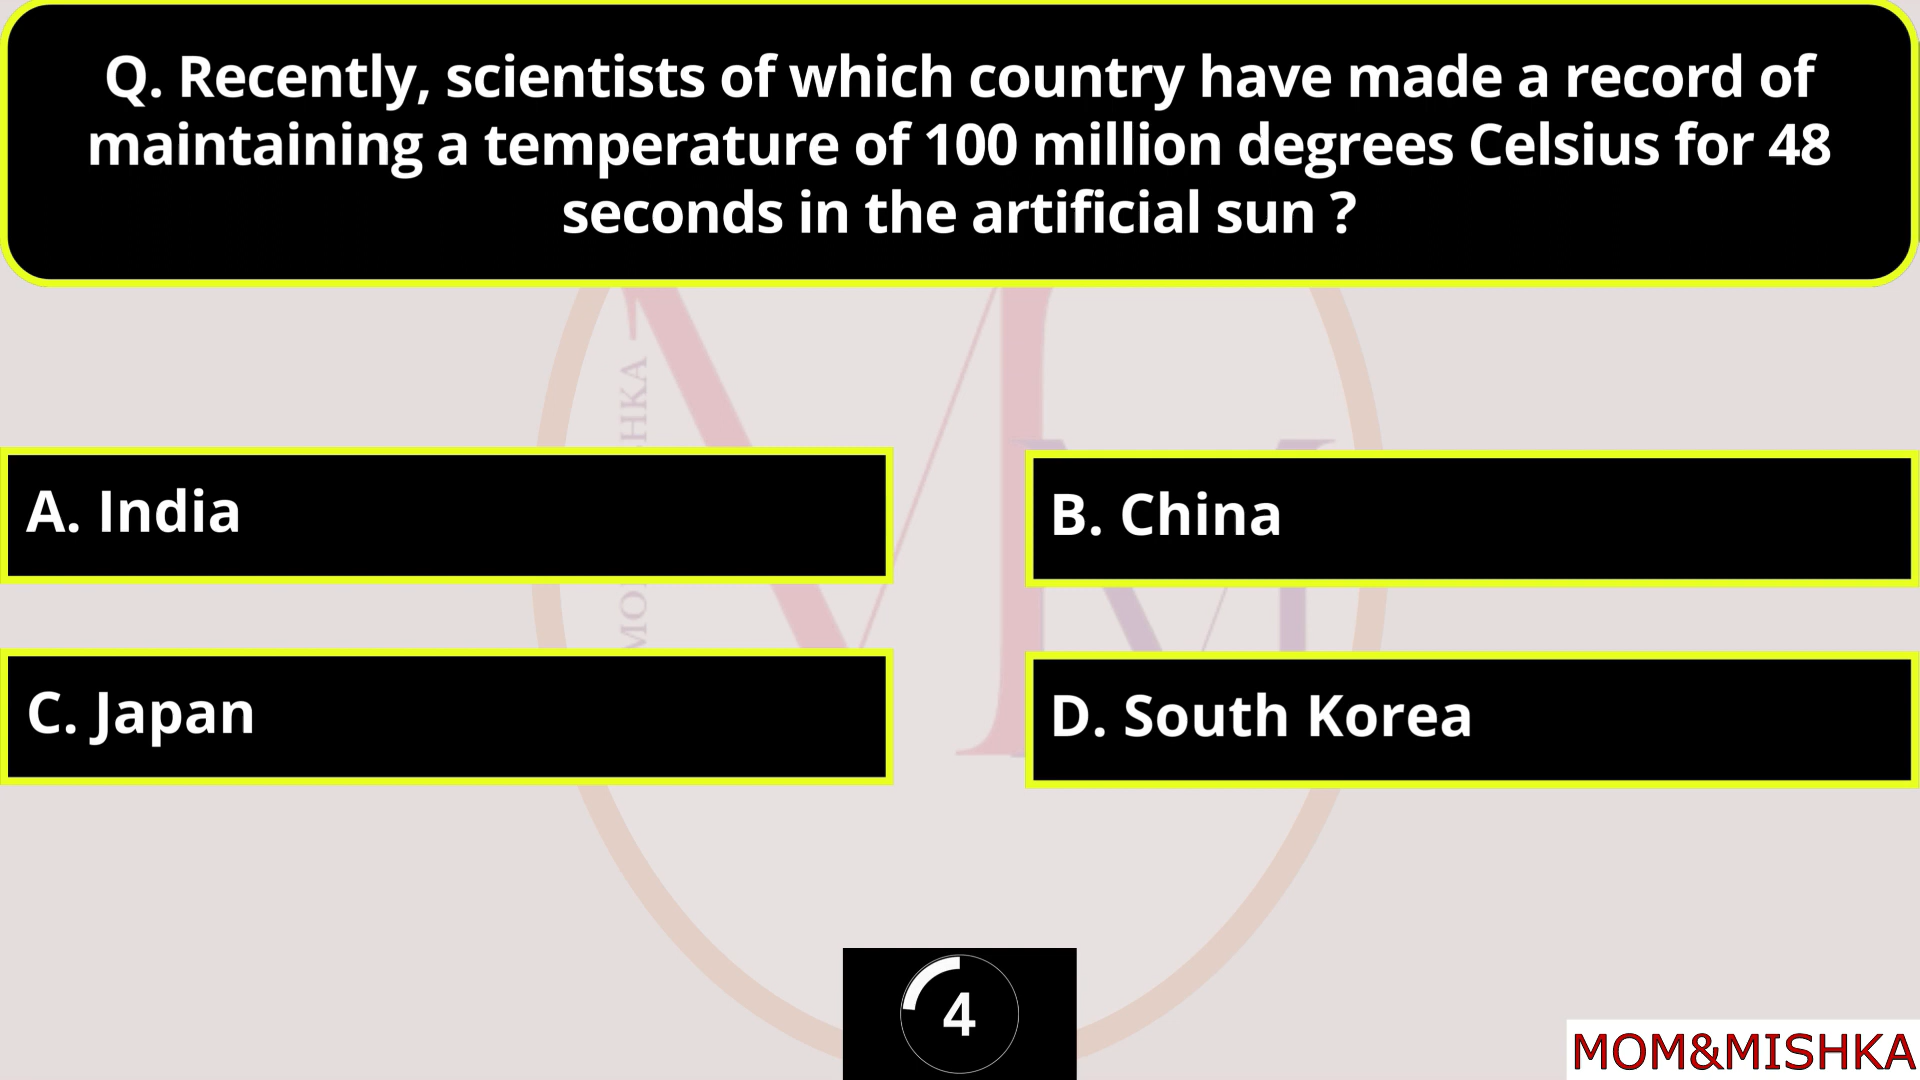 Q. Recently, scientists of which country have made a record of
maintaining a temperature of 100 million degrees Celsius for 48
seconds in the artificial sun ?
A. India
B. China
C. Japan
D. South Korea
4
MOM&MISHKA